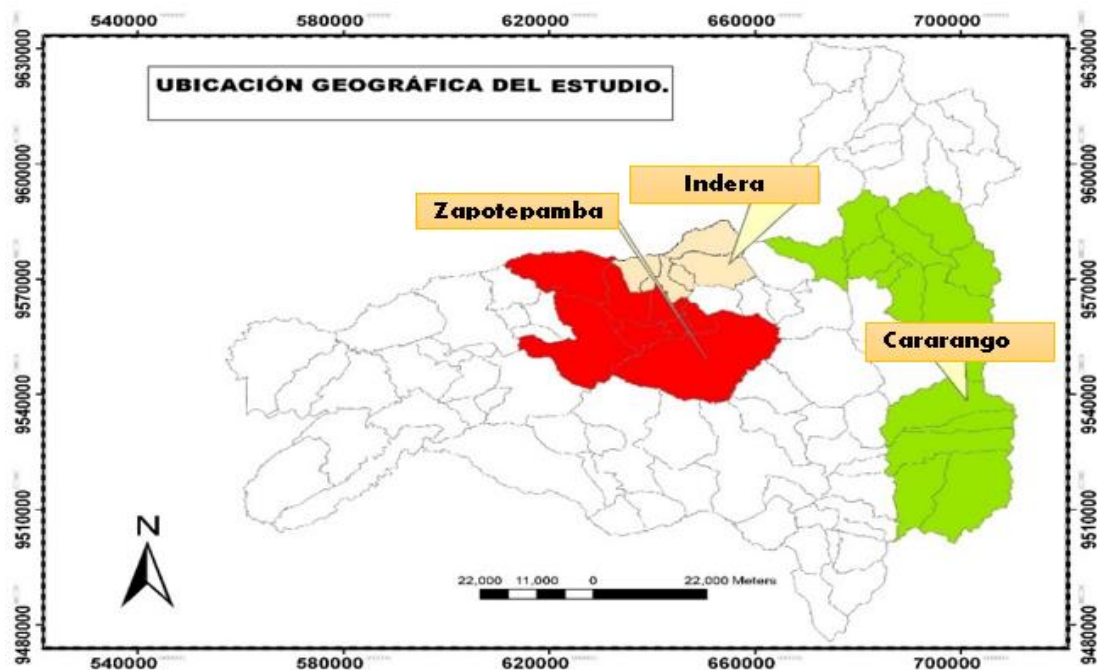 540000 580000 620000 660000 700000
9630000 9630000
UBICACIÓN GEOGRÁFICA DEL ESTUDIO.
9600000 9600000
Indera
Zapotepamba
9570000 9570000
Cararango
9540000 9540000
9510000 9510000
N
22,000 11,000 0 22,000 Meters
9480000 9480000
540000 580000 620000 660000 700000